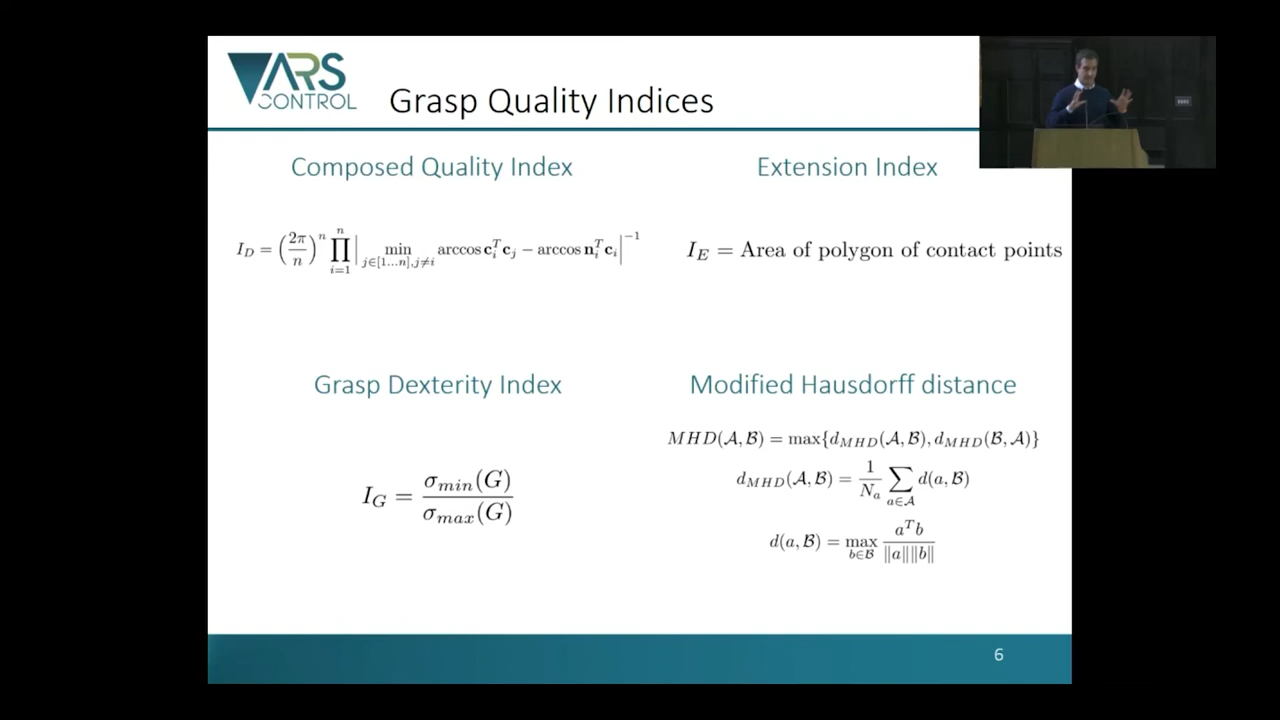 ARS
CONTROL
Grasp Quality Indices
Composed Quality Index
I_D = (2π/n)^n ∏_{i=1}^{n} | min_{j∈[1...n],j≠i} arccos c_i^T c_j − arccos n_i^T c_i |^{−1}
Extension Index
I_E = Area of polygon of contact points
Grasp Dexterity Index
I_G = σ_min(G) / σ_max(G)
Modified Hausdorff distance
MHD(𝒜, ℬ) = max{d_MHD(𝒜, ℬ), d_MHD(ℬ, 𝒜)}
d_MHD(𝒜, ℬ) = 1/N_a ∑_{a∈𝒜} d(a, ℬ)
d(a, ℬ) = max_{b∈ℬ} a^T b / ‖a‖‖b‖
6